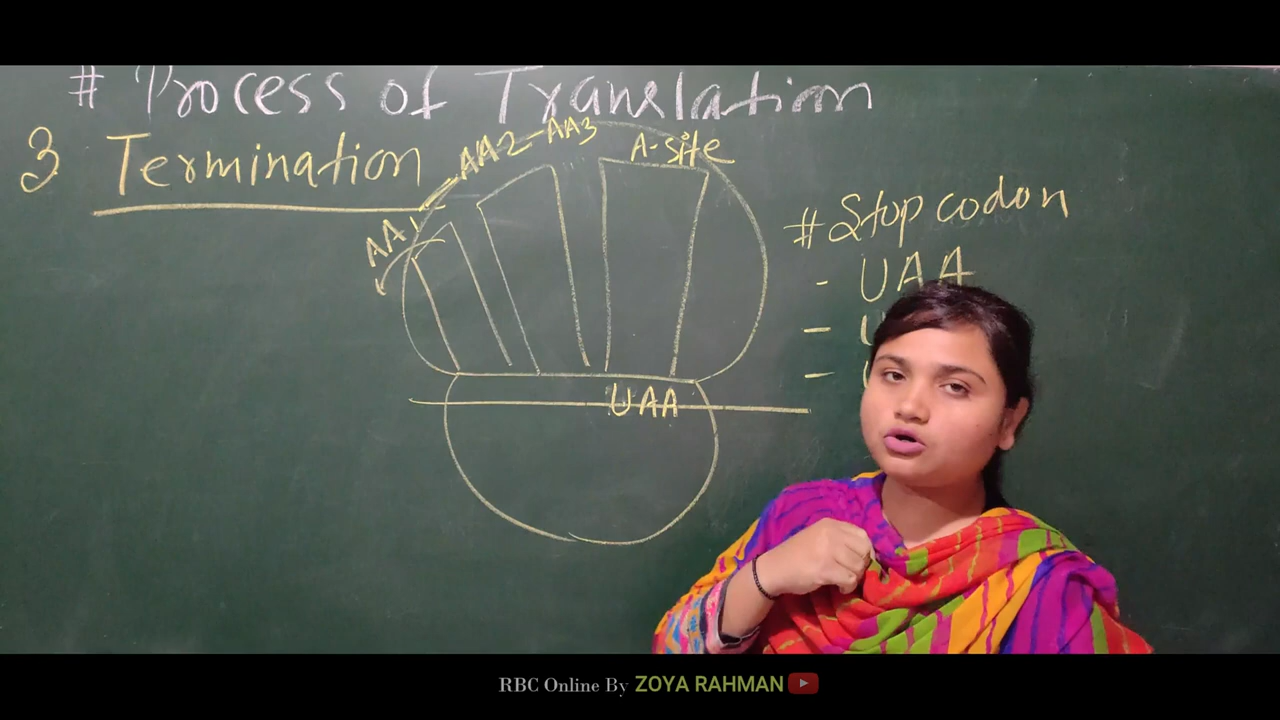 # Process of Translation
3 Termination
AA1
AA2-AA3
A-site
# Stop codon
- UAA
- U
- U
UAA
RBC Online By ZOYA RAHMAN